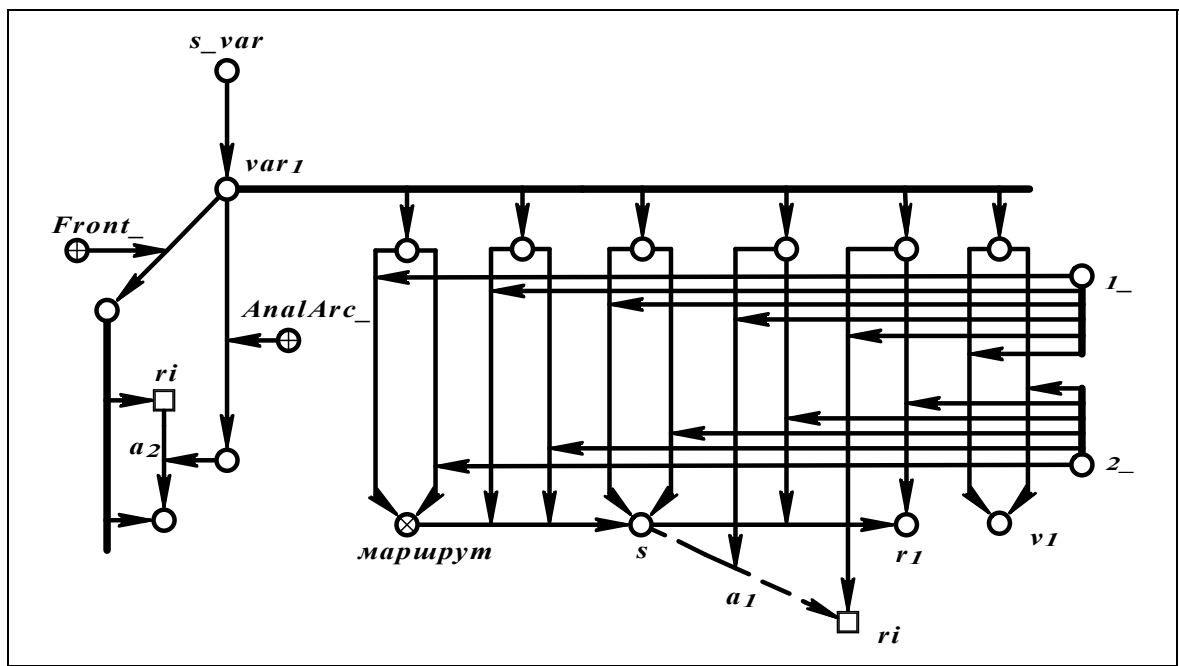 s_var
var1
Front_
1_
AnalArc_
ri
a2
2_
маршрут
s
r1
v1
a1
ri